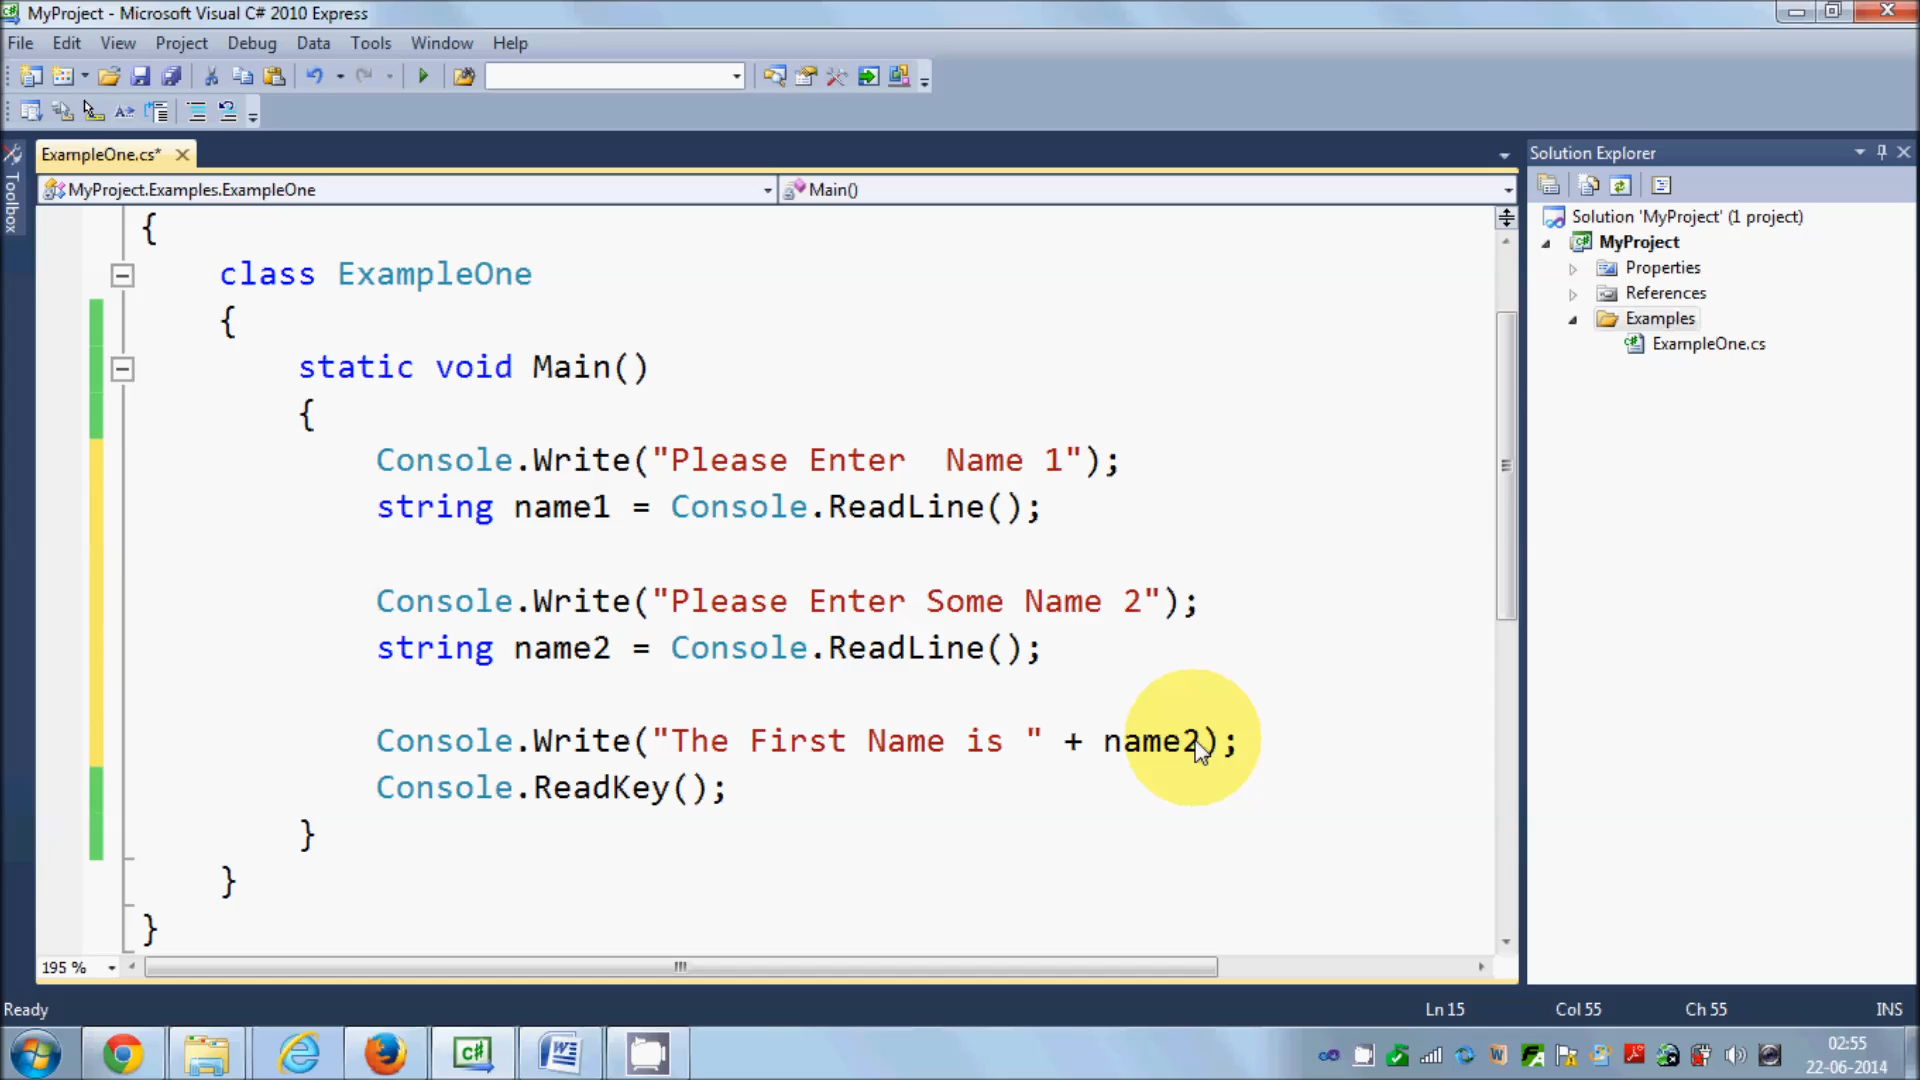 MyProject - Microsoft Visual C# 2010 Express
File Edit View Project Debug Data Tools Window Help
ExampleOne.cs*
Solution Explorer
Toolbox
MyProject.Examples.ExampleOne
Main()
{
class ExampleOne
{
static void Main()
{
Console.Write("Please Enter  Name 1");
string name1 = Console.ReadLine();
Console.Write("Please Enter Some Name 2");
string name2 = Console.ReadLine();
Console.Write("The First Name is " + name2);
Console.ReadKey();
}
}
}
Solution 'MyProject' (1 project)
MyProject
Properties
References
Examples
ExampleOne.cs
195 %
Ready
Ln 15
Col 55
Ch 55
INS
02:55
22-06-2014